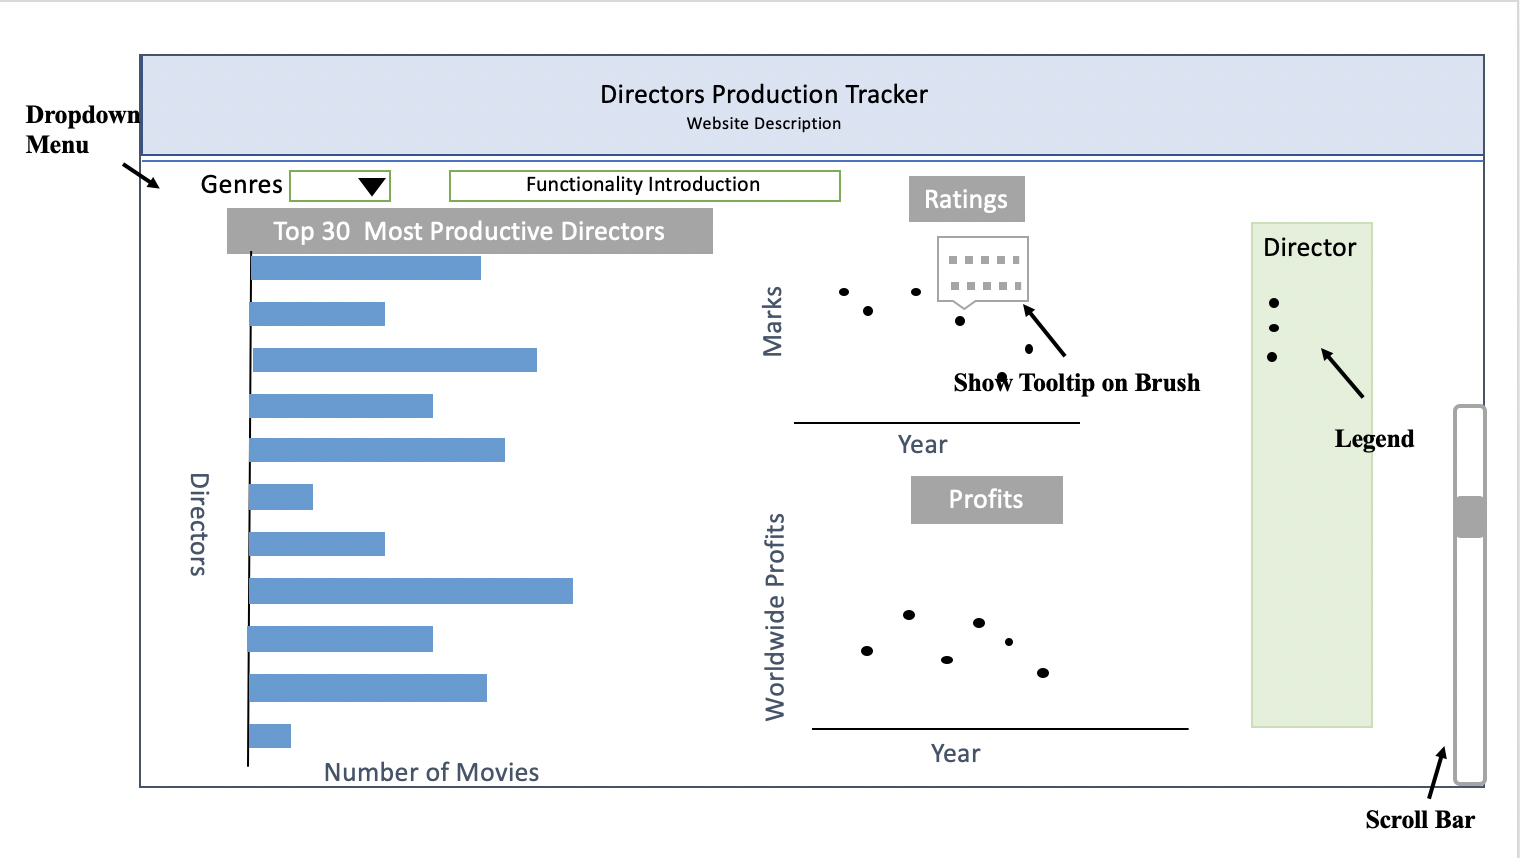 Directors Production Tracker
Website Description
Dropdown
Menu
Genres
Functionality Introduction
Top 30  Most Productive Directors
Directors
Number of Movies
Ratings
Marks
Show Tooltip on Brush
Year
Profits
Worldwide Profits
Year
Director
Legend
Scroll Bar